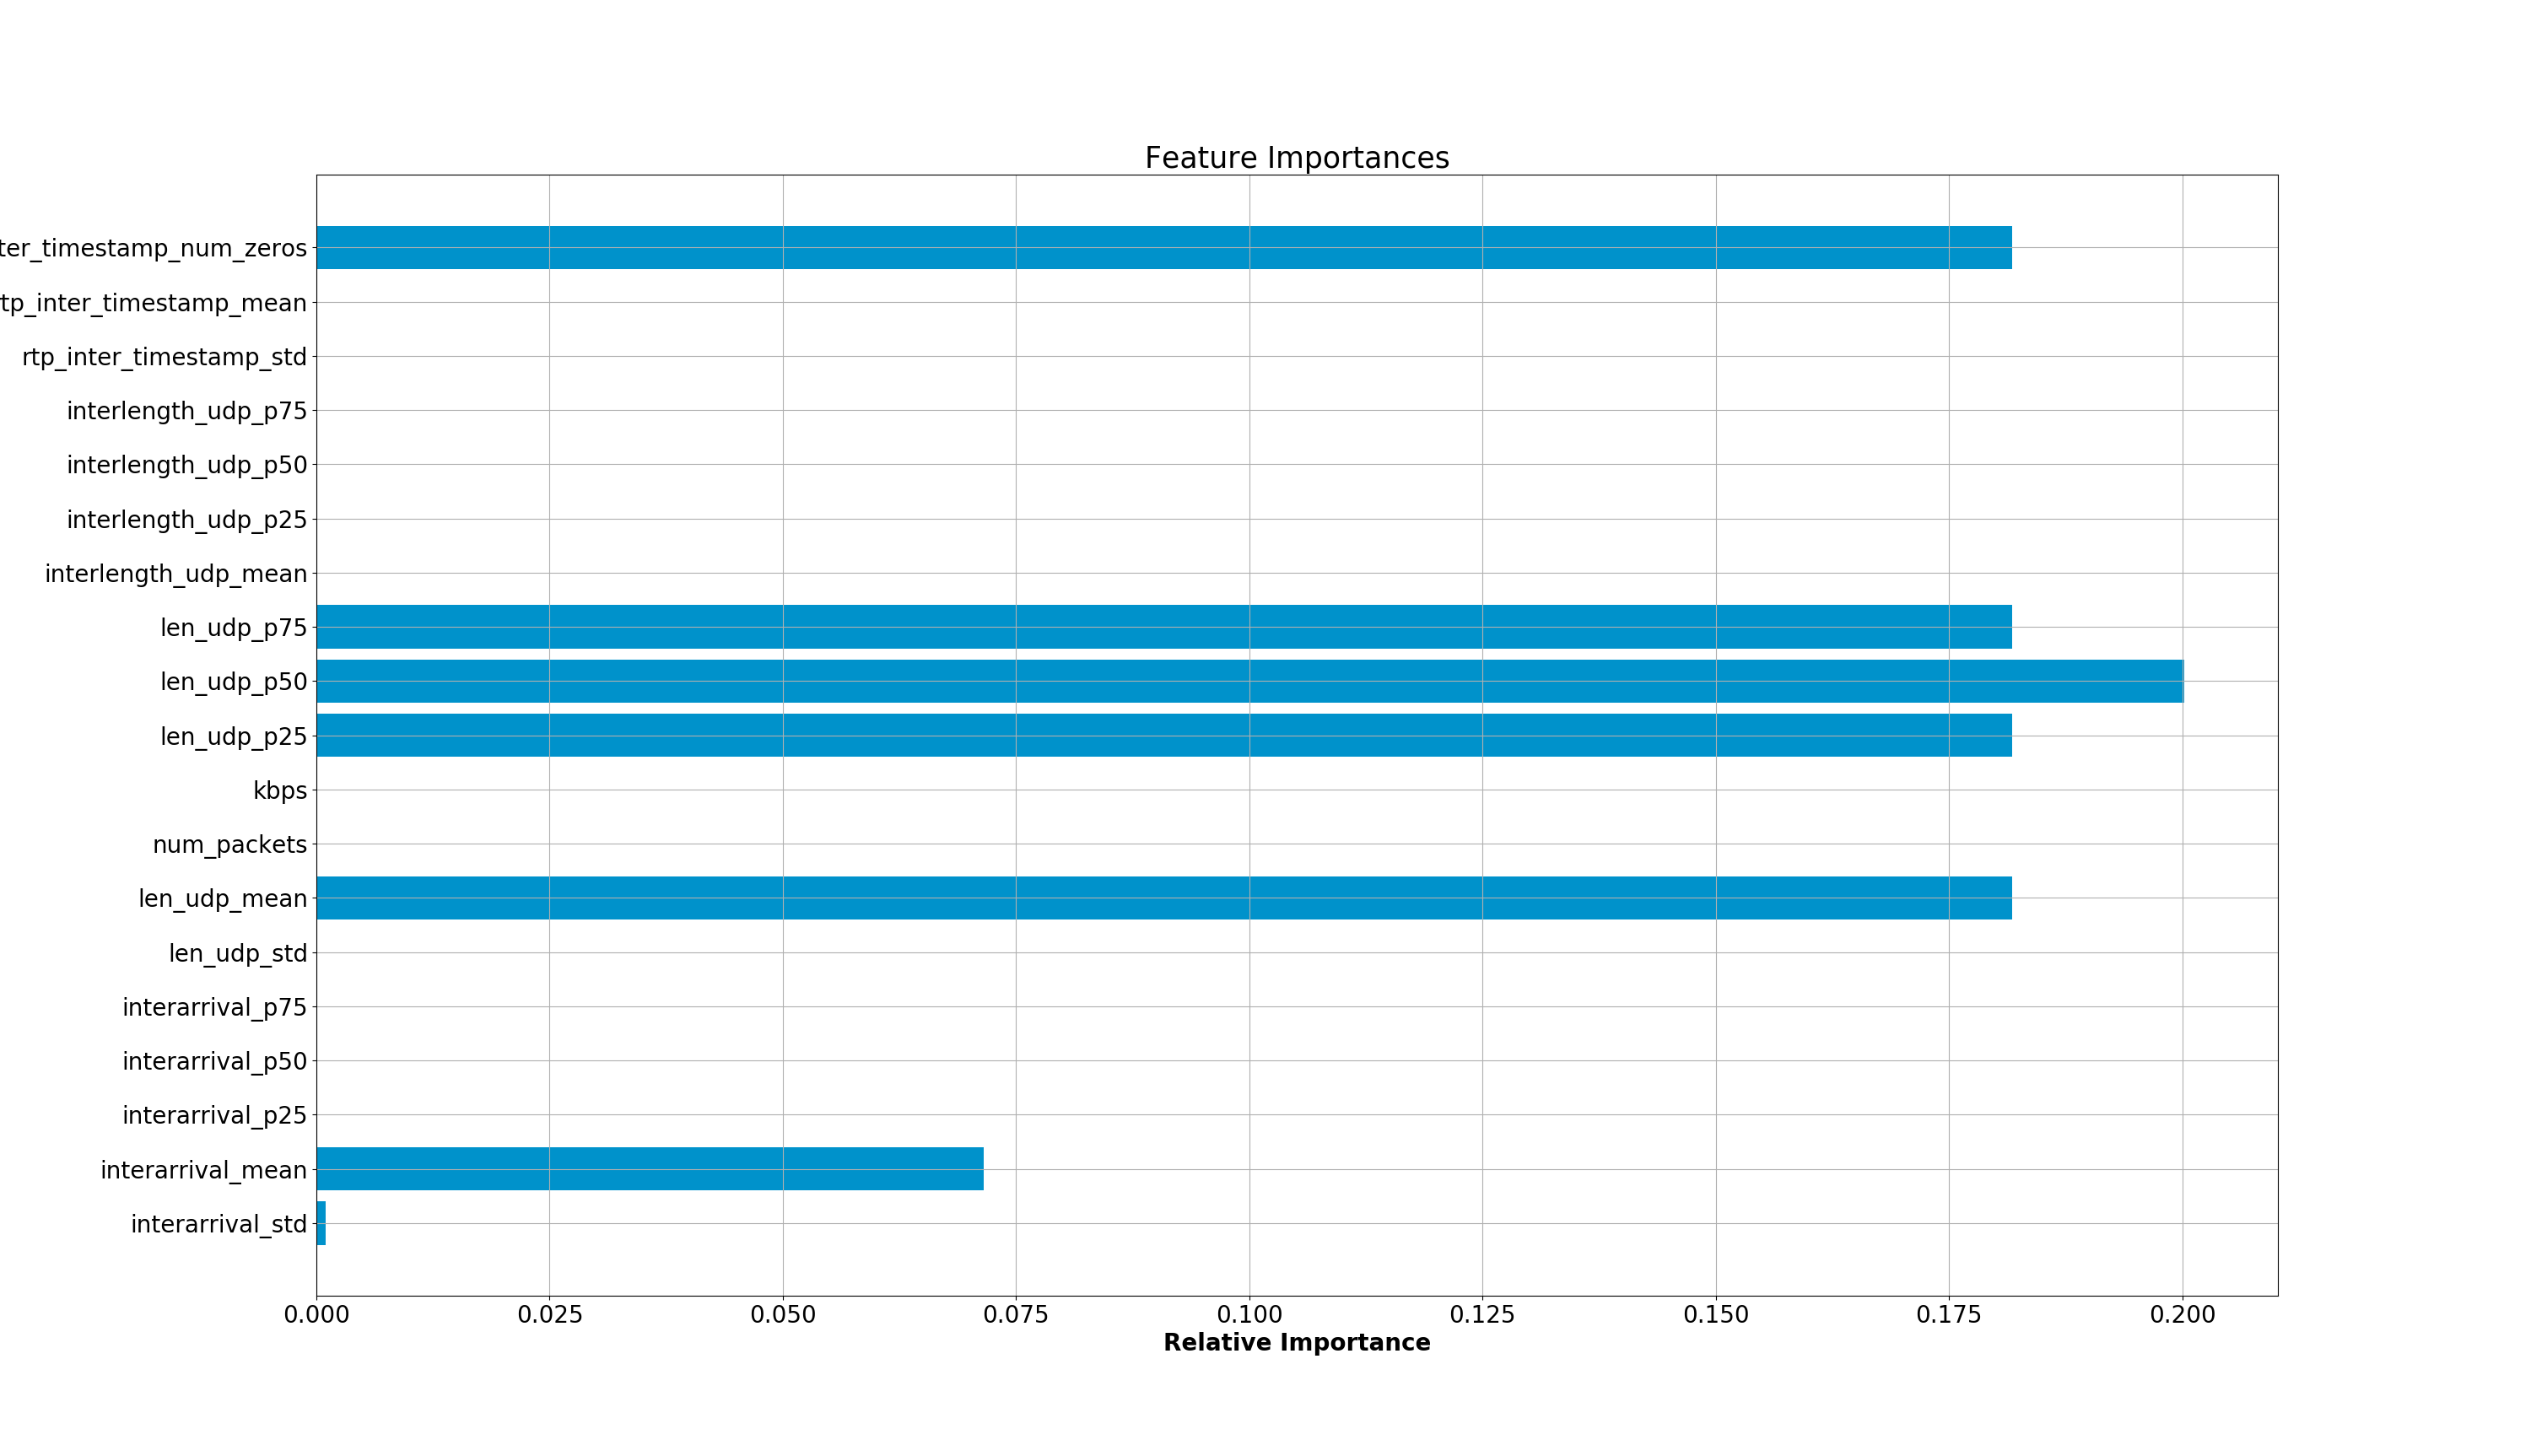 Feature Importances
ter_timestamp_num_zeros
tp_inter_timestamp_mean
rtp_inter_timestamp_std
interlength_udp_p75
interlength_udp_p50
interlength_udp_p25
interlength_udp_mean
len_udp_p75
len_udp_p50
len_udp_p25
kbps
num_packets
len_udp_mean
len_udp_std
interarrival_p75
interarrival_p50
interarrival_p25
interarrival_mean
interarrival_std
0.000 0.025 0.050 0.075 0.100 0.125 0.150 0.175 0.200
Relative Importance